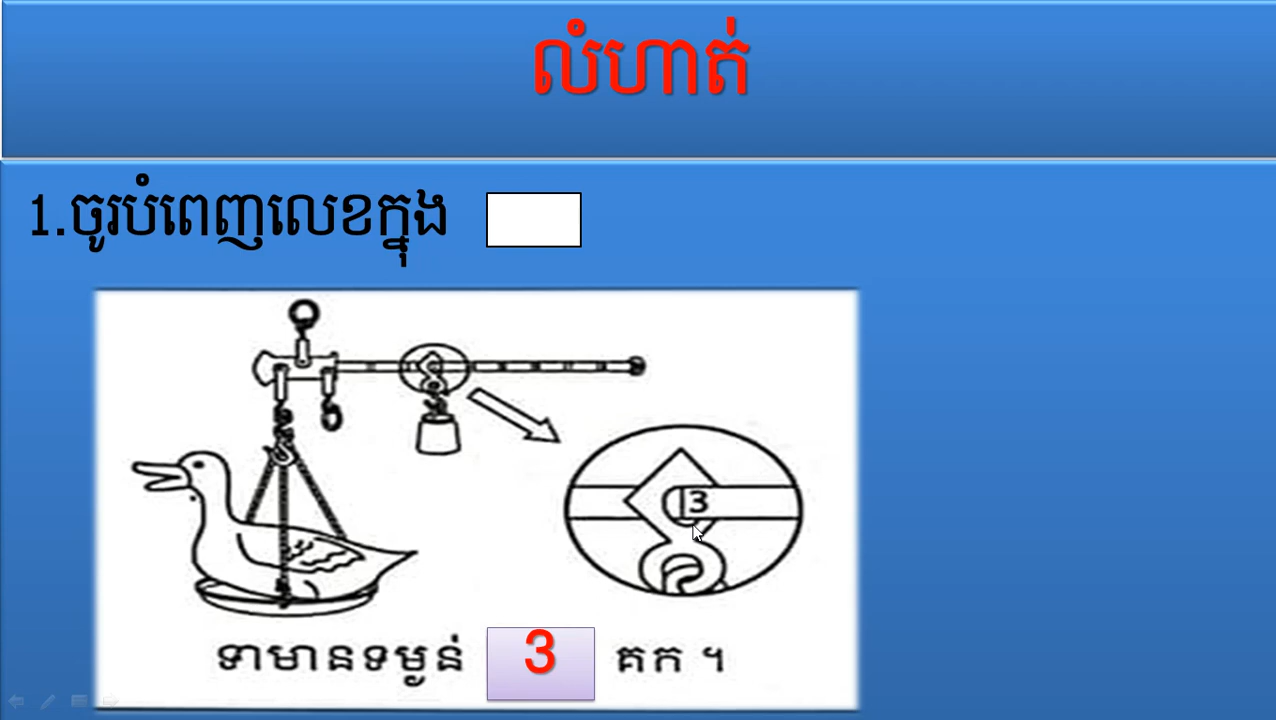 លំហាត់
1.ចូរបំពេញលេខក្នុង
3
ទាមានទម្ងន់ 3 គក ។